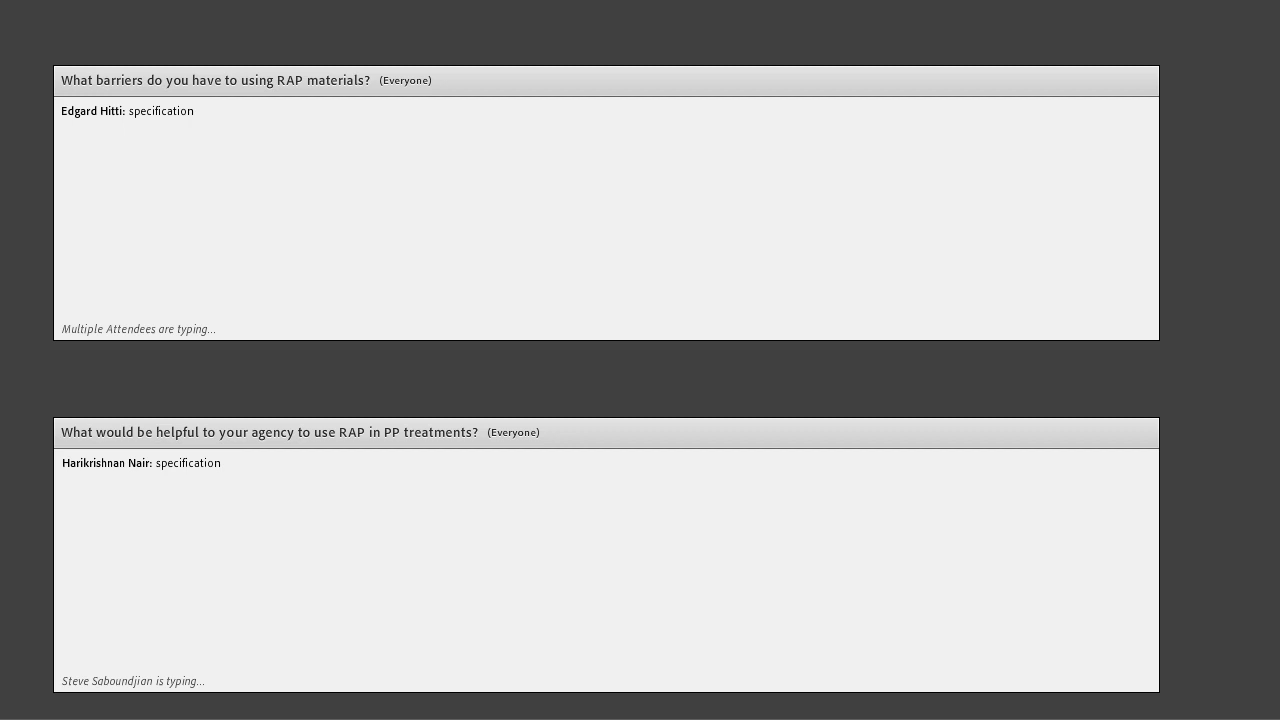 What barriers do you have to using RAP materials? (Everyone)
Edgard Hitti: specification
Multiple Attendees are typing...
What would be helpful to your agency to use RAP in PP treatments? (Everyone)
Harikrishnan Nair: specification
Steve Saboundjian is typing...